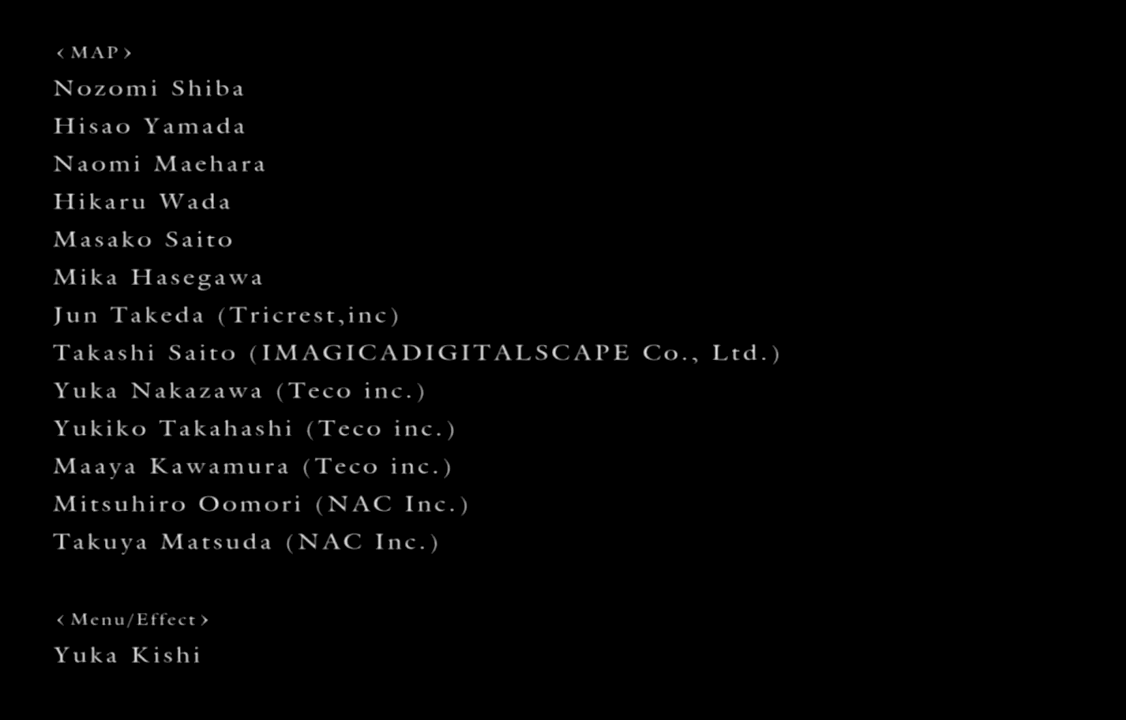 <MAP>
Nozomi Shiba
Hisao Yamada
Naomi Maehara
Hikaru Wada
Masako Saito
Mika Hasegawa
Jun Takeda (Tricrest,inc)
Takashi Saito (IMAGICADIGITALSCAPE Co., Ltd.)
Yuka Nakazawa (Teco inc.)
Yukiko Takahashi (Teco inc.)
Maaya Kawamura (Teco inc.)
Mitsuhiro Oomori (NAC Inc.)
Takuya Matsuda (NAC Inc.)
<Menu/Effect>
Yuka Kishi